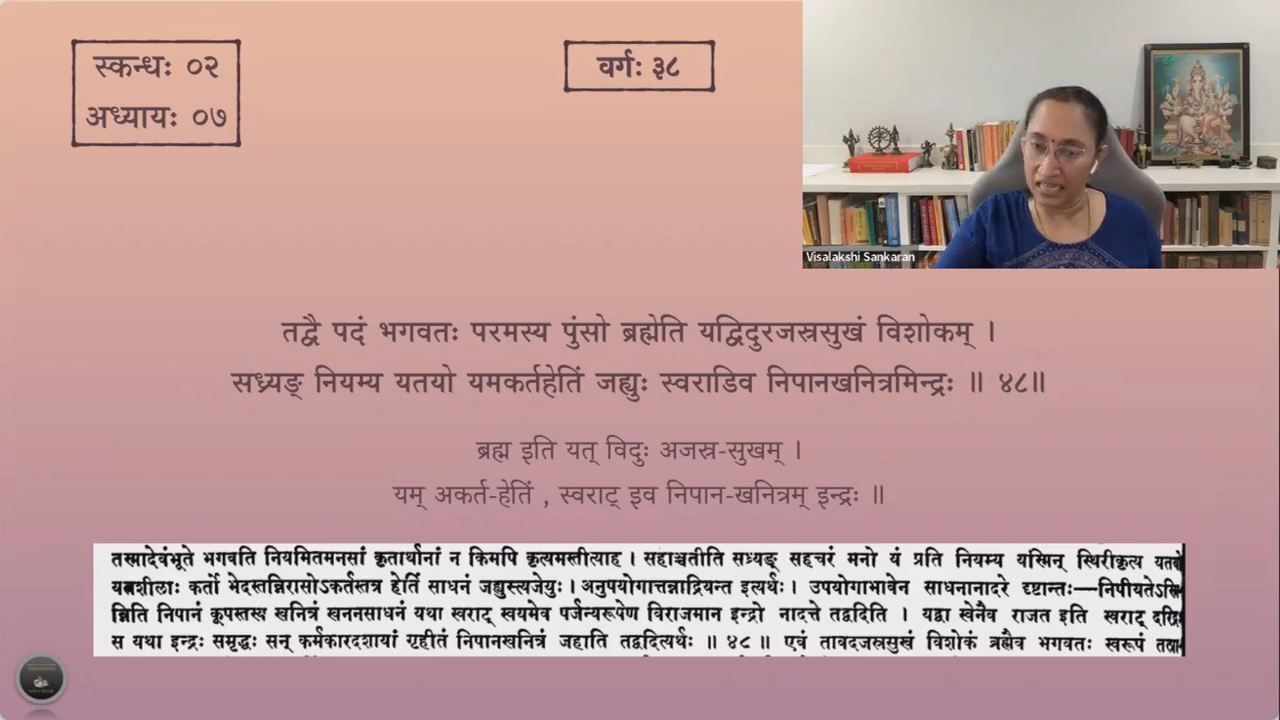 स्कन्धः ०२
अध्यायः ०७
वर्गः ३८
Visalakshi Sankaran
तद्वै पदं भगवतः परमस्य पुंसो ब्रह्मेति यद्विदुरजस्रसुखं विशोकम् ।
सध्र्यङ् नियम्य यतयो यमकर्तहेतिं जह्युः स्वराडिव निपानखनित्रमिन्द्रः ॥ ४८॥
ब्रह्म इति यत् विदुः अजस्र-सुखम् ।
यम् अकर्त-हेतिं , स्वराट् इव निपान-खनित्रम् इन्द्रः ॥
तस्मादेवंभूते भगवति नियमितमनसां कृतार्थानां न किमपि कृत्यमस्तीत्याह । सहाञ्चतीति सध्र्यङ् सहचरं मनो यं प्रति नियम्य यस्मिन् स्थिरीकृत्य यतयो
यत्नशीलाः कर्तो भेदस्तन्निरासोऽकर्तस्तत्र हेतिं साधनं जह्युस्त्यजेयुः । अनुपयोगात्तन्नाद्रियन्त इत्यर्थः । उपयोगाभावेन साधनानादरे दृष्टान्तः—निपीयतेऽस्मि
न्निति निपानं कूपस्तस्य खनित्रं खननसाधनं यथा स्वराट् स्वयमेव पर्जन्यरूपेण विराजमान इन्द्रो नादत्ते तद्वदिति । यद्वा स्वेनैव राजत इति स्वराट् दरिद्रः
स यथा इन्द्रः समृद्धः सन् कर्मकारदशायां गृहीतं निपानखनित्रं जहाति तद्वदित्यर्थः ॥ ४८ ॥ एवं तावदजस्रसुखं विशोकं ब्रह्मैव भगवतः स्वरूपं